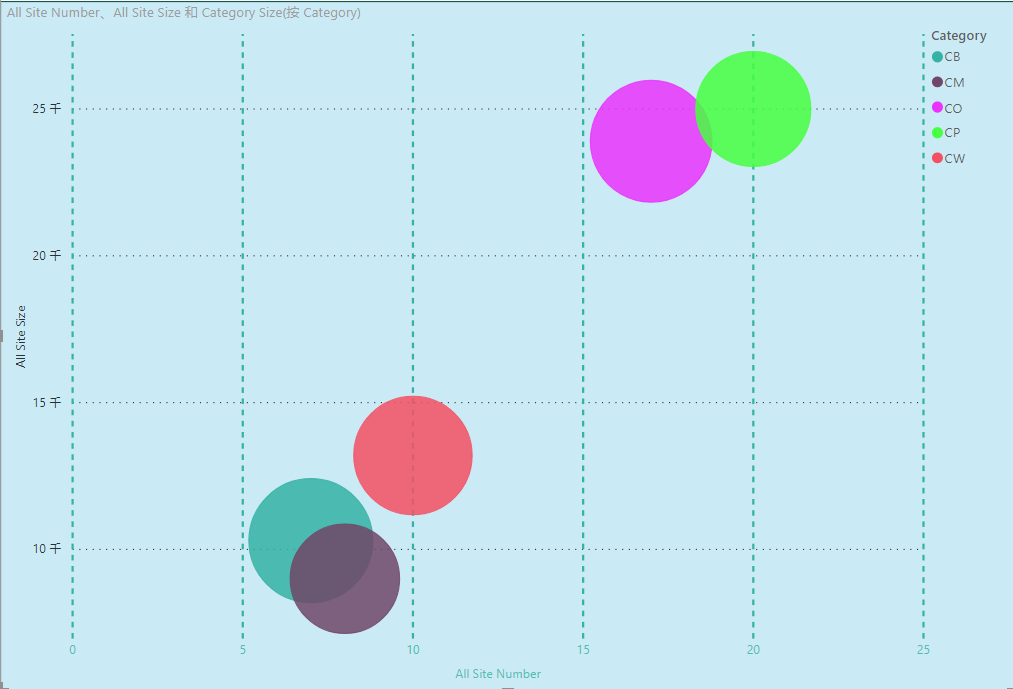 All Site Number、All Site Size 和 Category Size(按 Category)
Category
CB
CM
CO
CP
CW
25 千
20 千
15 千
10 千
All Site Size
0 5 10 15 20 25
All Site Number